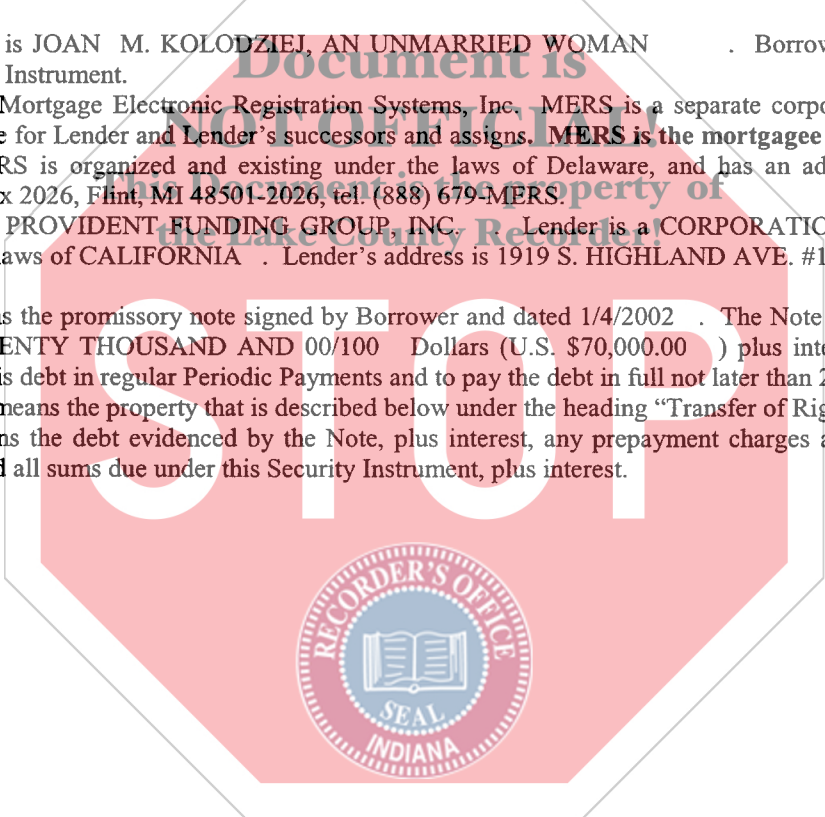 is JOAN M. KOLODZIEJ, AN UNMARRIED WOMAN . Borrow
Instrument.
Mortgage Electronic Registration Systems, Inc. MERS is a separate corpo
e for Lender and Lender's successors and assigns. MERS is the mortgagee
RS is organized and existing under the laws of Delaware, and has an ad
x 2026, Flint, MI 48501-2026, tel. (888) 679-MERS.
PROVIDENT FUNDING GROUP, INC. . Lender is a CORPORATIO
laws of CALIFORNIA . Lender's address is 1919 S. HIGHLAND AVE. #1
s the promissory note signed by Borrower and dated 1/4/2002 . The Note
ENTY THOUSAND AND 00/100 Dollars (U.S. $70,000.00 ) plus inte
is debt in regular Periodic Payments and to pay the debt in full not later than 2
means the property that is described below under the heading “Transfer of Rig
ns the debt evidenced by the Note, plus interest, any prepayment charges a
d all sums due under this Security Instrument, plus interest.
Document is
NOT OFFICIAL!
This Document is the property of
the Lake County Recorder!
STOP
RECORDER'S OFFICE
SEAL
INDIANA